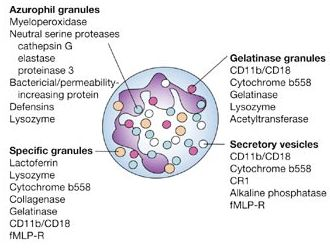 Azurophil granules
Myeloperoxidase
Neutral serine proteases
cathepsin G
elastase
proteinase 3
Bactericial/permeability-
increasing protein
Defensins
Lysozyme
Specific granules
Lactoferrin
Lysozyme
Cytochrome b558
Collagenase
Gelatinase
CD11b/CD18
fMLP-R
Gelatinase granules
CD11b/CD18
Cytochrome b558
Gelatinase
Lysozyme
Acetyltransferase
Secretory vesicles
CD11b/CD18
Cytochrome b558
CR1
Alkaline phosphatase
fMLP-R